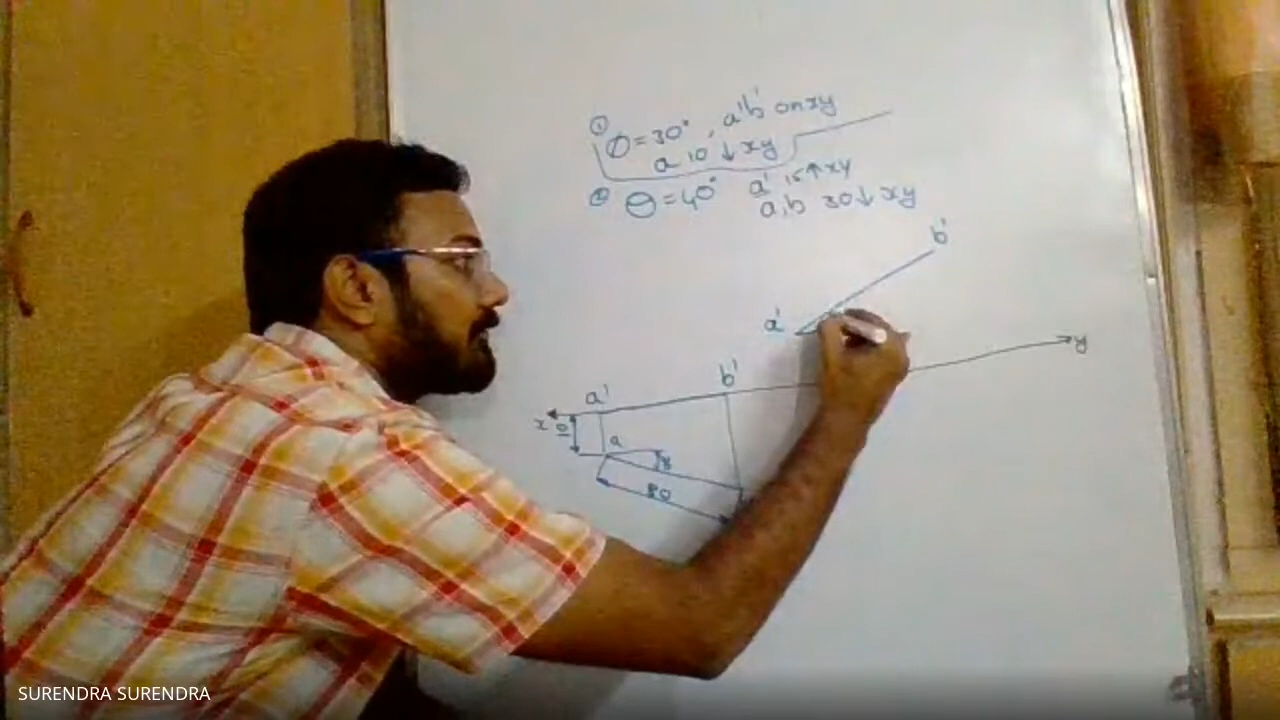 ① Ø = 30°, a'b' on xy
a 10 ↓ xy
② θ = 40° a' 15 ↑ xy
a, b 30 ↓ xy
b'
a'
y
b'
a'
x 10
a
80
SURENDRA SURENDRA